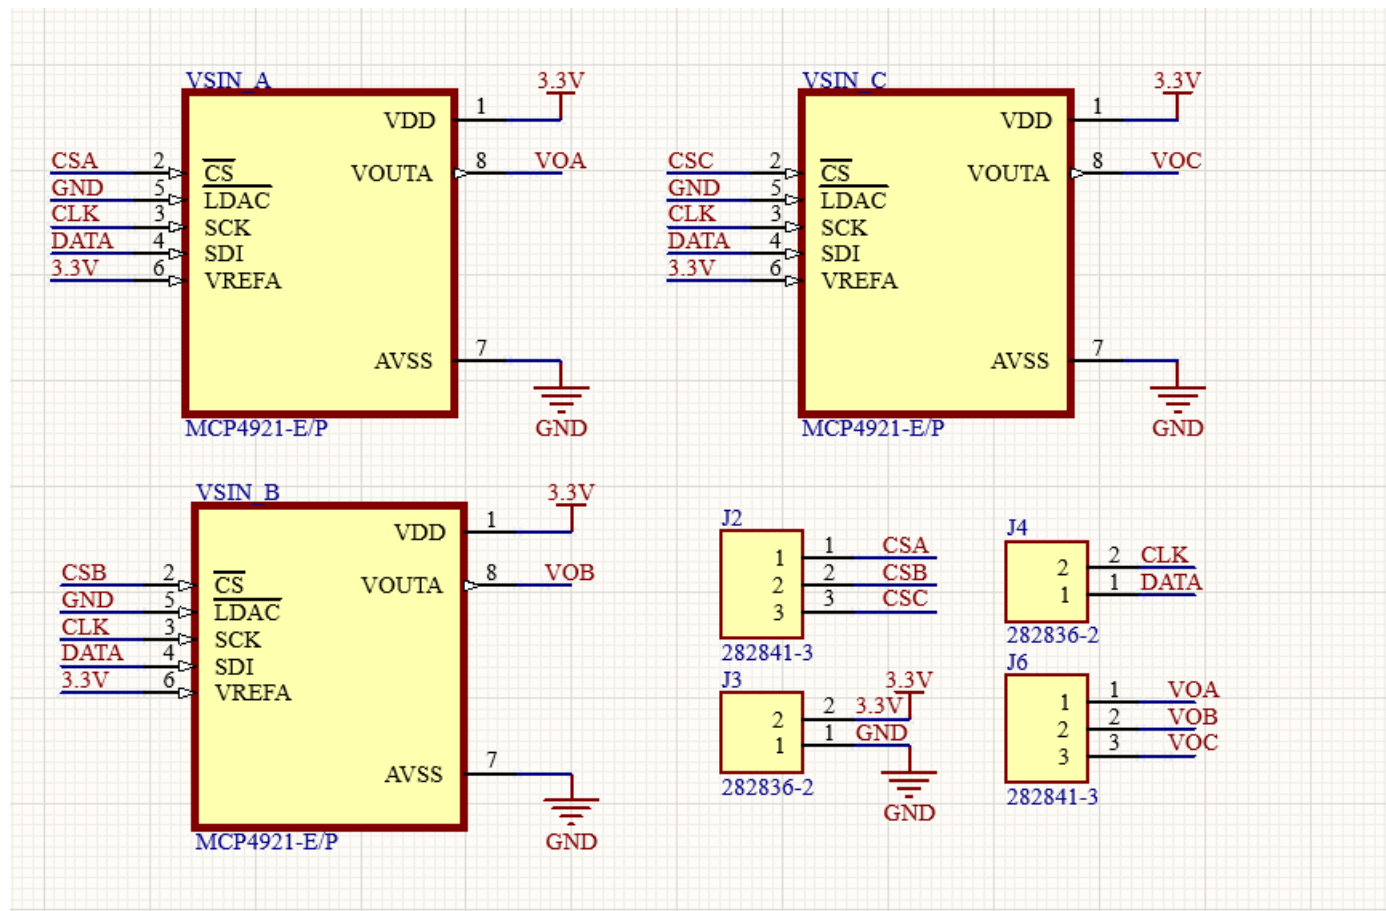 VSIN_A
3.3V
VDD 1
CSA 2 CS
VOUTA 8 VOA
GND 5 LDAC
CLK 3 SCK
DATA 4 SDI
3.3V 6 VREFA
AVSS 7
MCP4921-E/P
GND
VSIN_C
3.3V
VDD 1
CSC 2 CS
VOUTA 8 VOC
GND 5 LDAC
CLK 3 SCK
DATA 4 SDI
3.3V 6 VREFA
AVSS 7
MCP4921-E/P
GND
VSIN_B
3.3V
VDD 1
CSB 2 CS
VOUTA 8 VOB
GND 5 LDAC
CLK 3 SCK
DATA 4 SDI
3.3V 6 VREFA
AVSS 7
MCP4921-E/P
GND
J2
1 1 CSA
2 2 CSB
3 3 CSC
282841-3
J3
3.3V
2 2 3.3V
1 1 GND
282836-2
GND
J4
2 2 CLK
1 1 DATA
282836-2
J6
1 1 VOA
2 2 VOB
3 3 VOC
282841-3